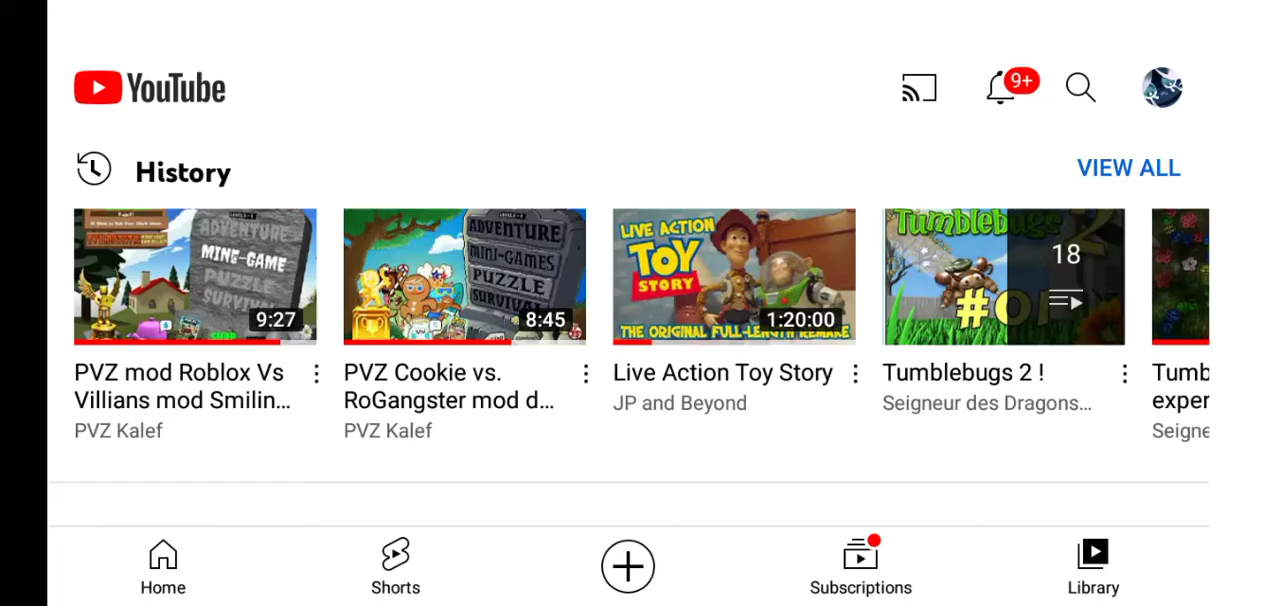 YouTube
9+
History
VIEW ALL
ADVENTURE
MINI-GAME
PUZZLE
SURVIVAL
9:27
ADVENTURE
MINI-GAMES
PUZZLE
SURVIVAL
8:45
LIVE ACTION
TOY
STORY
1:20:00
THE ORIGINAL FULL-LENGTH REMAKE
Tumblebugs 2
18
PVZ mod Roblox Vs
Villians mod Smilin...
PVZ Kalef
PVZ Cookie vs.
RoGangster mod d...
PVZ Kalef
Live Action Toy Story
JP and Beyond
Tumblebugs 2 !
Seigneur des Dragons...
Tumb
exper
Seigne
Home
Shorts
Subscriptions
Library